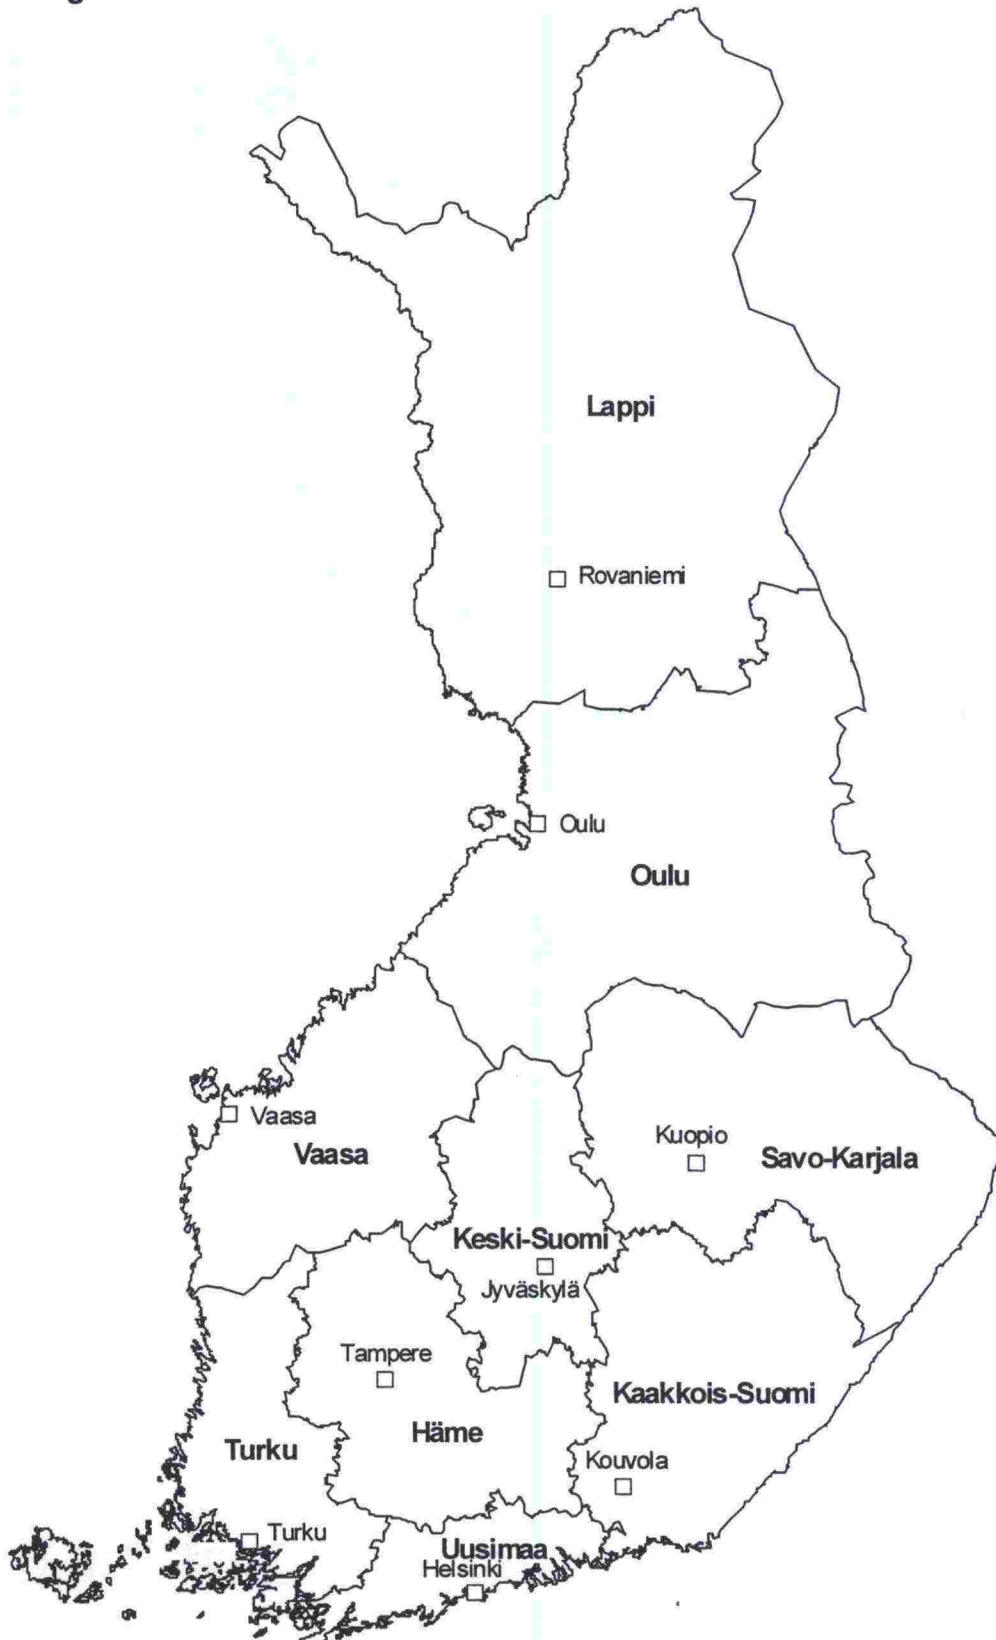 Lappi
Rovaniemi
Oulu
Oulu
Vaasa
Vaasa
Kuopio
Savo-Karjala
Keski-Suomi
Jyväskylä
Tampere
Kaakkois-Suomi
Häme
Turku
Kouvola
Turku
Uusimaa
Helsinki